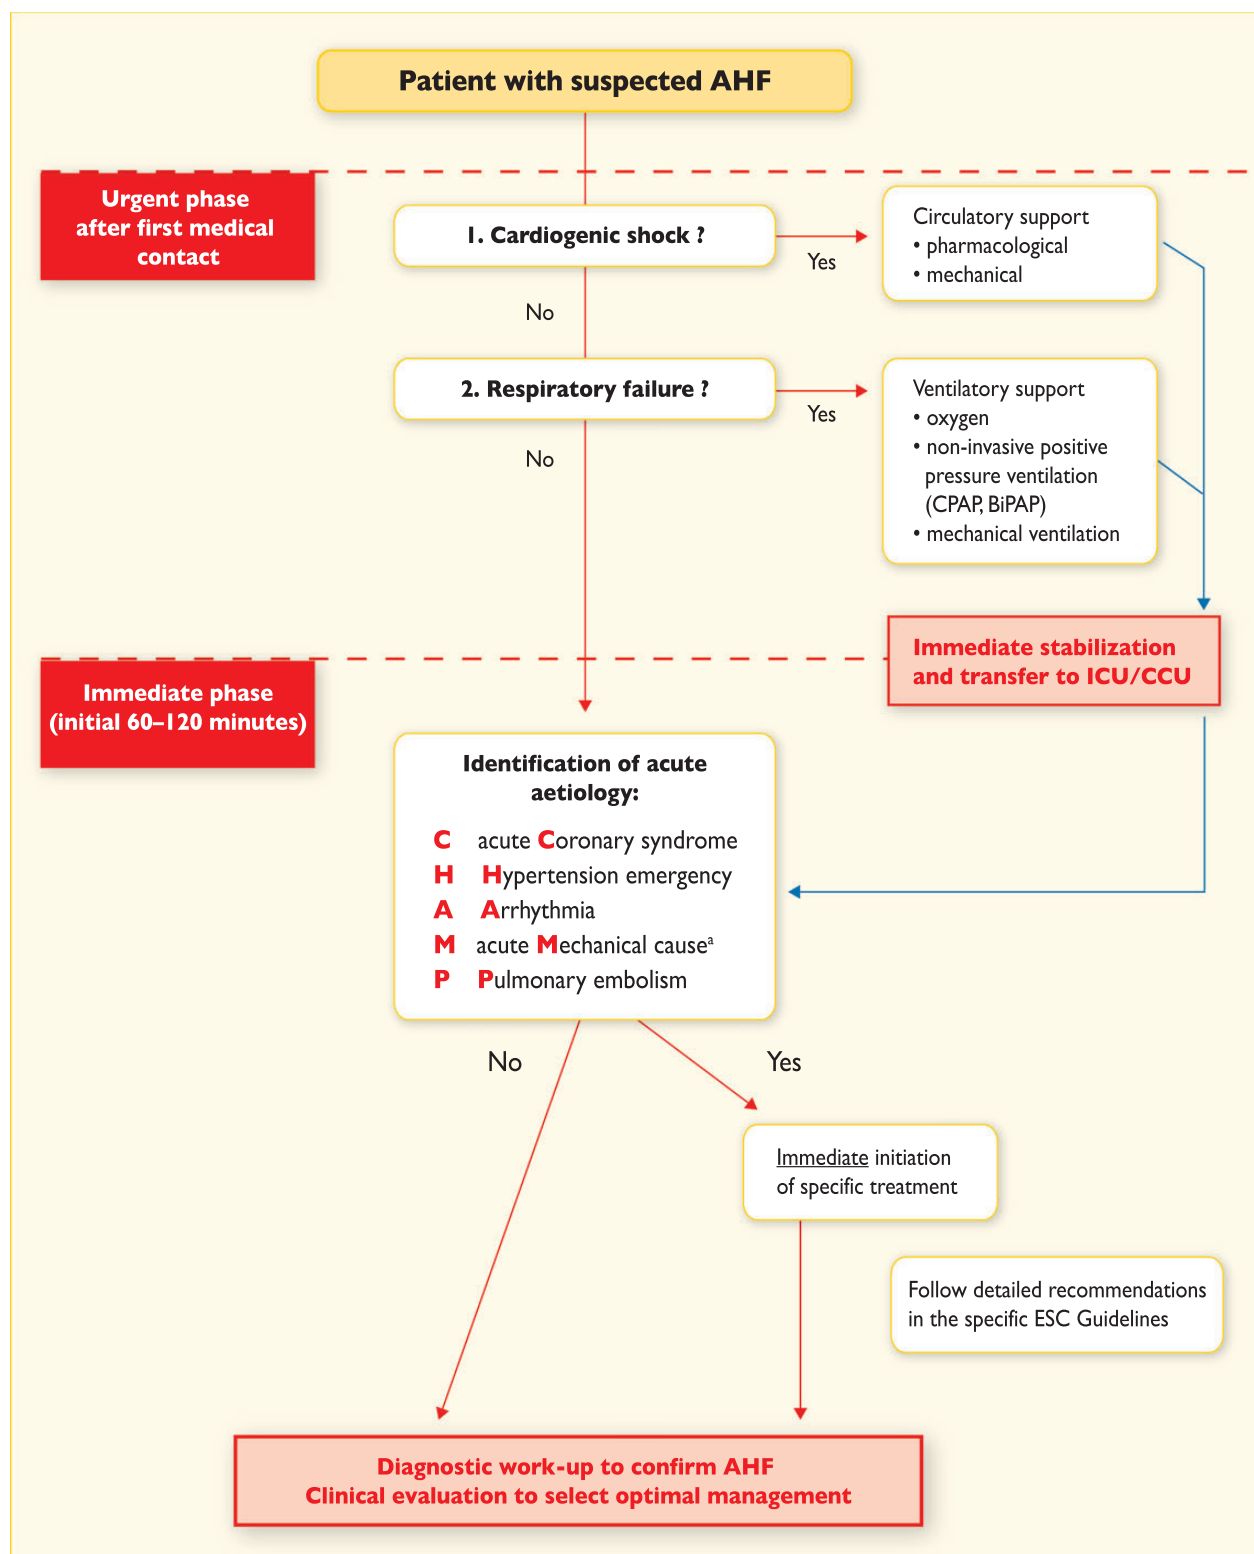 Patient with suspected AHF
Urgent phase
after first medical
contact
1. Cardiogenic shock ?
Yes
Circulatory support
• pharmacological
• mechanical
No
2. Respiratory failure ?
Yes
Ventilatory support
• oxygen
• non-invasive positive
pressure ventilation
(CPAP, BiPAP)
• mechanical ventilation
No
Immediate stabilization
and transfer to ICU/CCU
Immediate phase
(initial 60–120 minutes)
Identification of acute
aetiology:
C acute Coronary syndrome
H Hypertension emergency
A Arrhythmia
M acute Mechanical causeᵃ
P Pulmonary embolism
No
Yes
Immediate initiation
of specific treatment
Follow detailed recommendations
in the specific ESC Guidelines
Diagnostic work-up to confirm AHF
Clinical evaluation to select optimal management